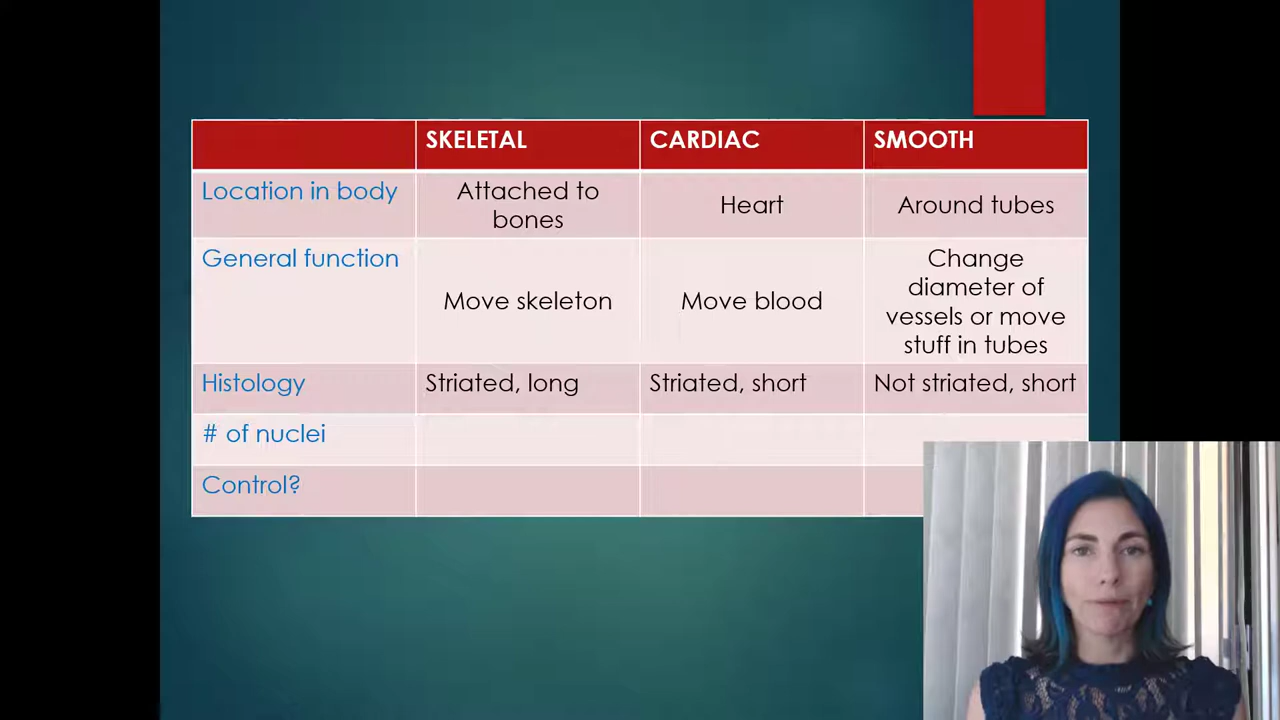 SKELETAL
CARDIAC
SMOOTH
Location in body
Attached to
bones
Heart
Around tubes
General function
Move skeleton
Move blood
Change
diameter of
vessels or move
stuff in tubes
Histology
Striated, long
Striated, short
Not striated, short
# of nuclei
Control?